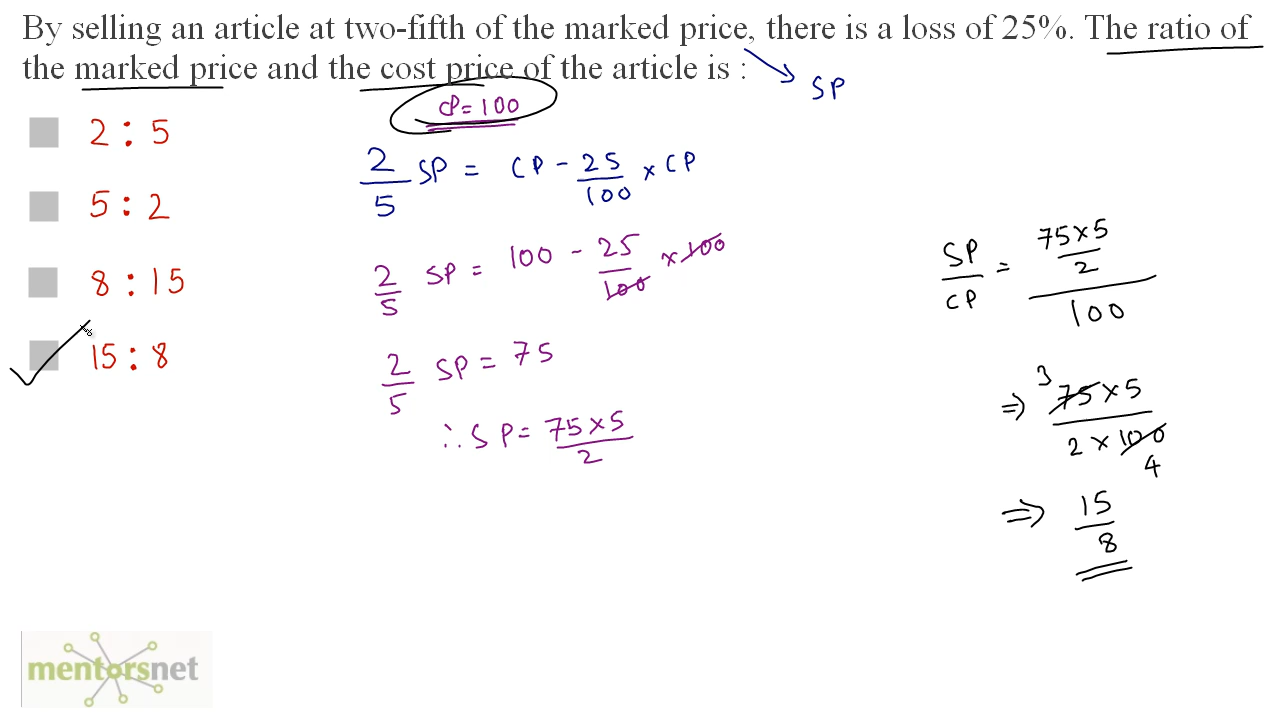 By selling an article at two-fifth of the marked price, there is a loss of 25%. The ratio of
the marked price and the cost price of the article is :
SP
CP = 100
2 : 5
5 : 2
8 : 15
15 : 8
2/5 SP = CP - 25/100 x CP
2/5 SP = 100 - 25/100 x 100
2/5 SP = 75
∴ SP = 75 x 5/2
SP/CP = 75 x 5/2 / 100
⇒ 3 75 x 5 / 2 x 100 4
⇒ 15/8
mentorsnet